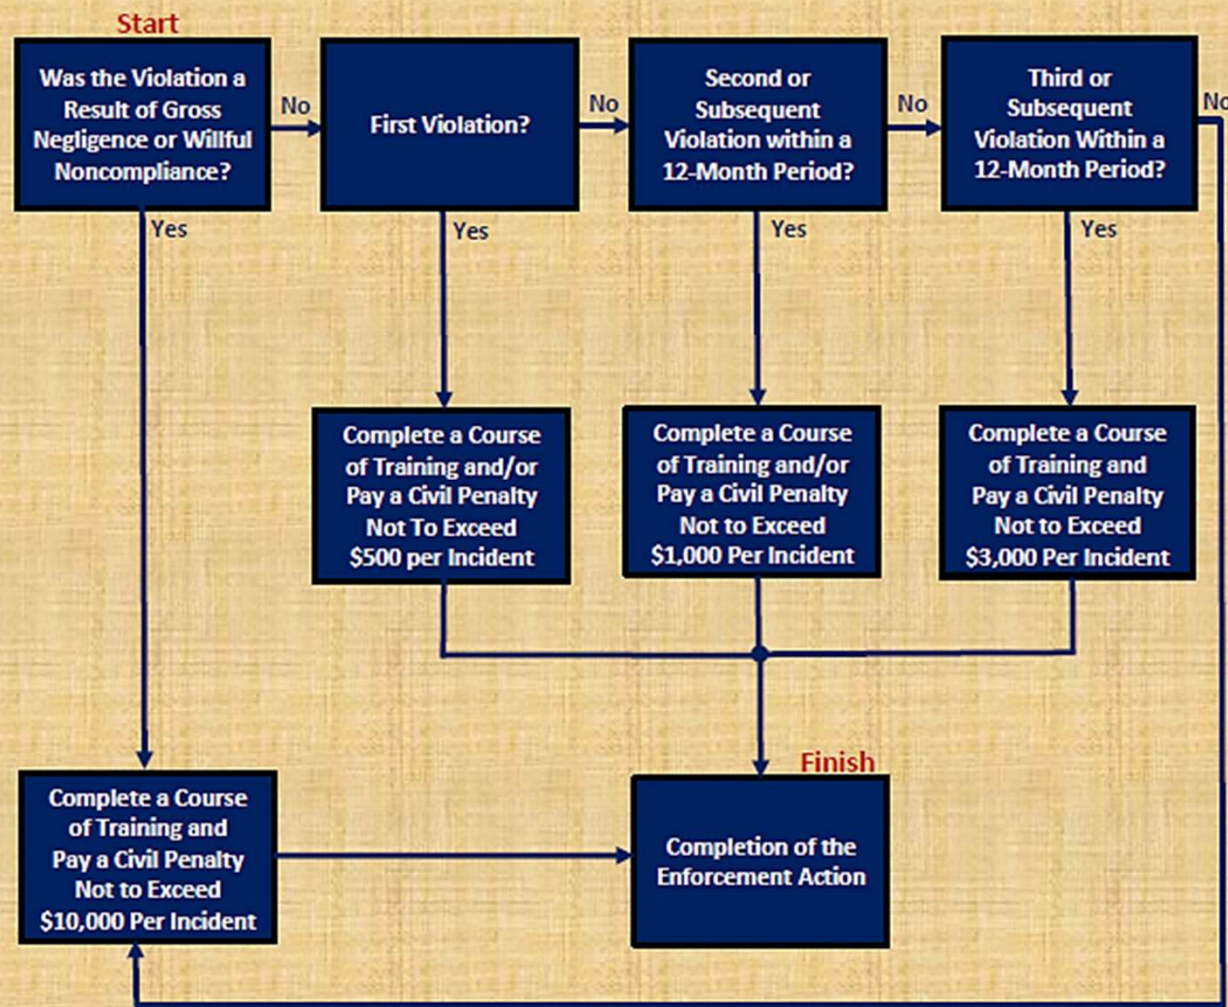 Start
Was the Violation a
Result of Gross
Negligence or Willful
Noncompliance?
No
First Violation?
No
Second or
Subsequent
Violation within a
12-Month Period?
No
Third or
Subsequent
Violation Within a
12-Month Period?
No
Yes
Yes
Yes
Yes
Complete a Course
of Training and/or
Pay a Civil Penalty
Not To Exceed
$500 per Incident
Complete a Course
of Training and/or
Pay a Civil Penalty
Not to Exceed
$1,000 Per Incident
Complete a Course
of Training and
Pay a Civil Penalty
Not to Exceed
$3,000 Per Incident
Complete a Course
of Training and
Pay a Civil Penalty
Not to Exceed
$10,000 Per Incident
Finish
Completion of the
Enforcement Action